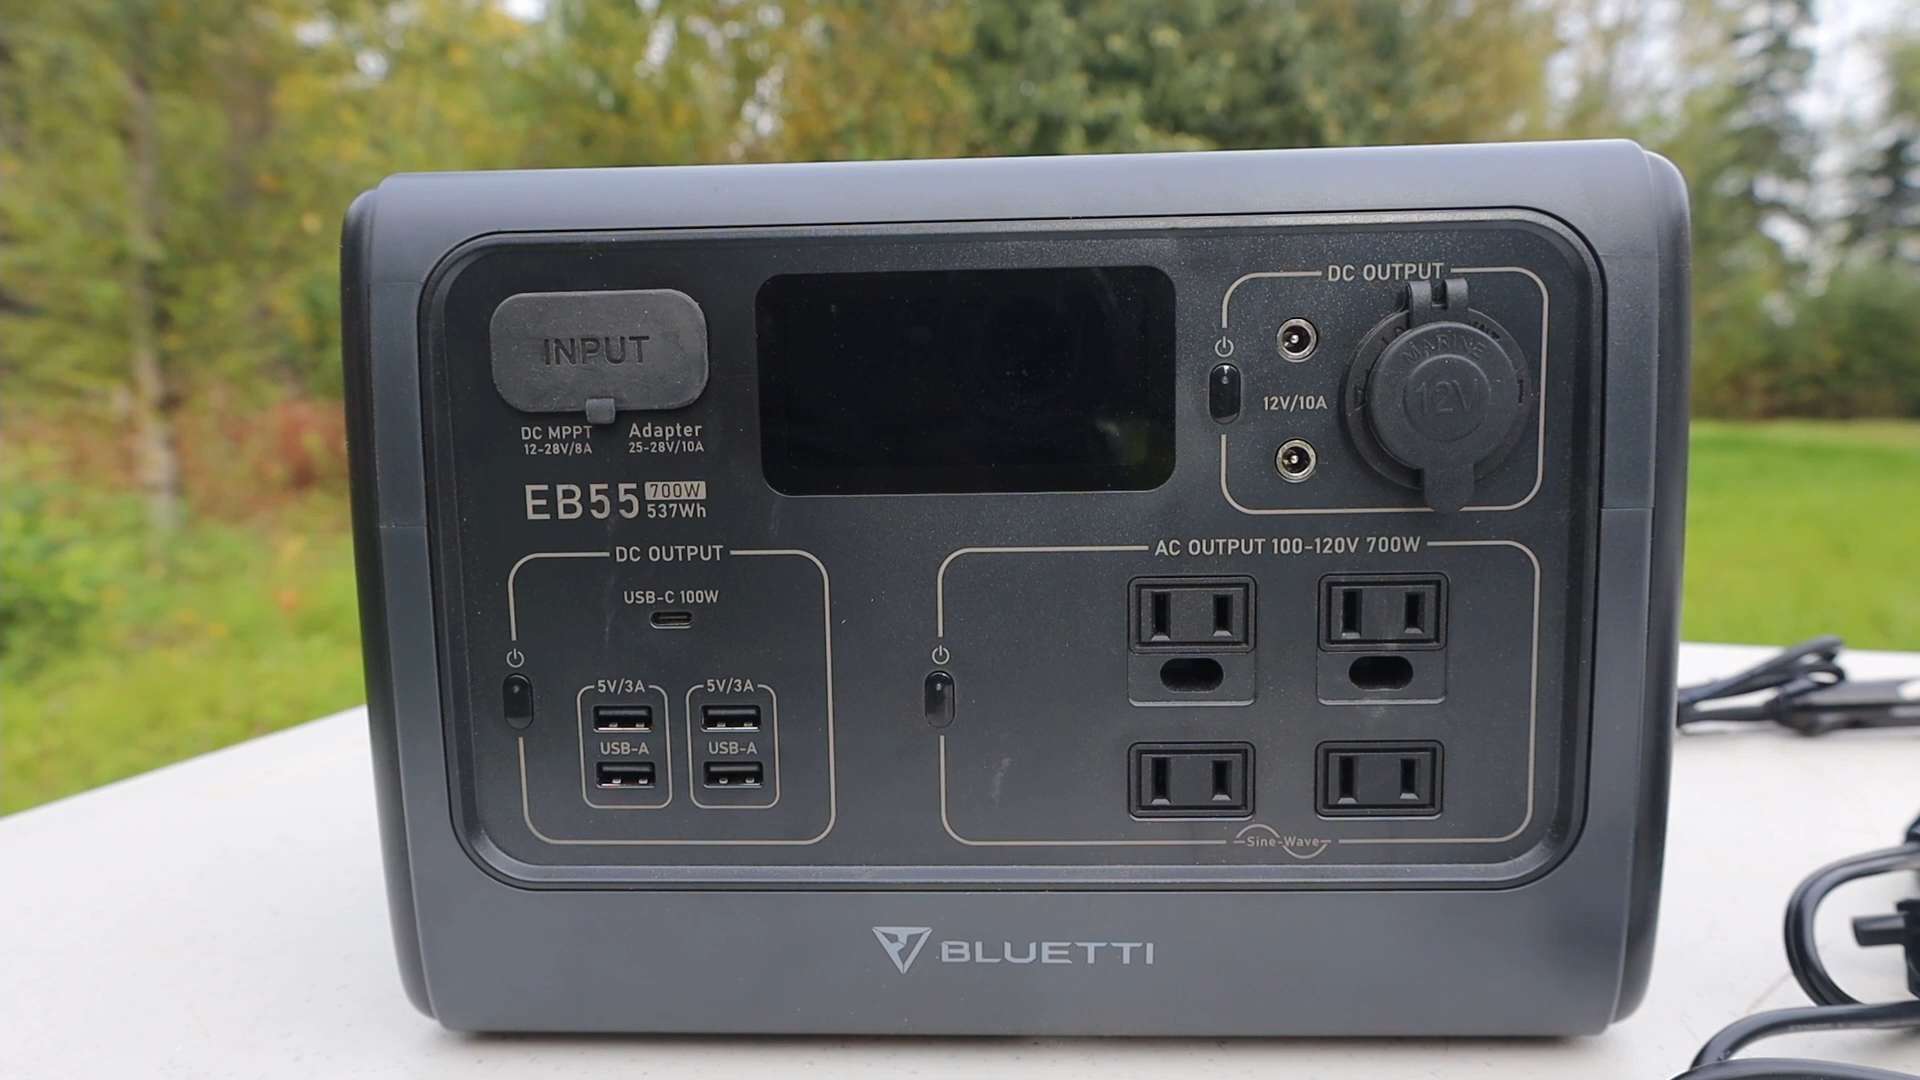 INPUT
DC MPPT
12-28V/8A
Adapter
25-28V/10A
EB55
700W
537Wh
DC OUTPUT
12V/10A
MARINE
12V
DC OUTPUT
USB-C 100W
5V/3A
USB-A
5V/3A
USB-A
AC OUTPUT 100-120V 700W
Sine-Wave
BLUETTI